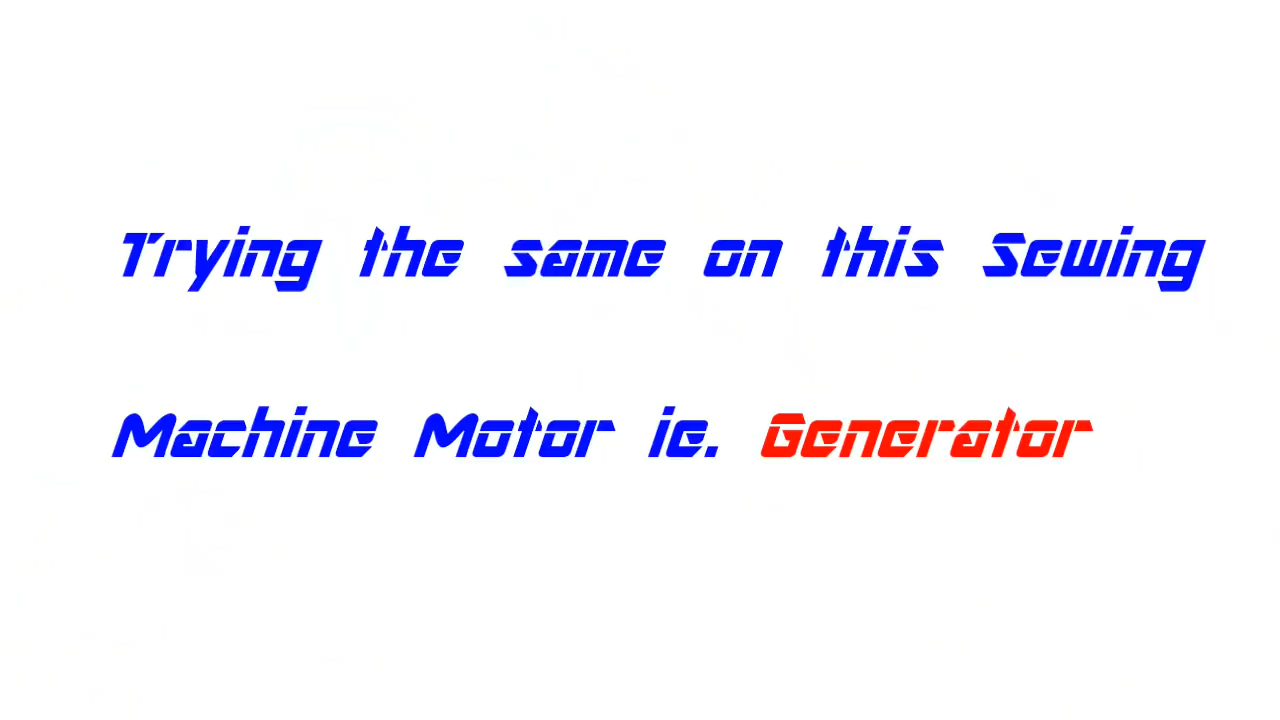 Trying the same on this Sewing
Machine Motor ie. Generator